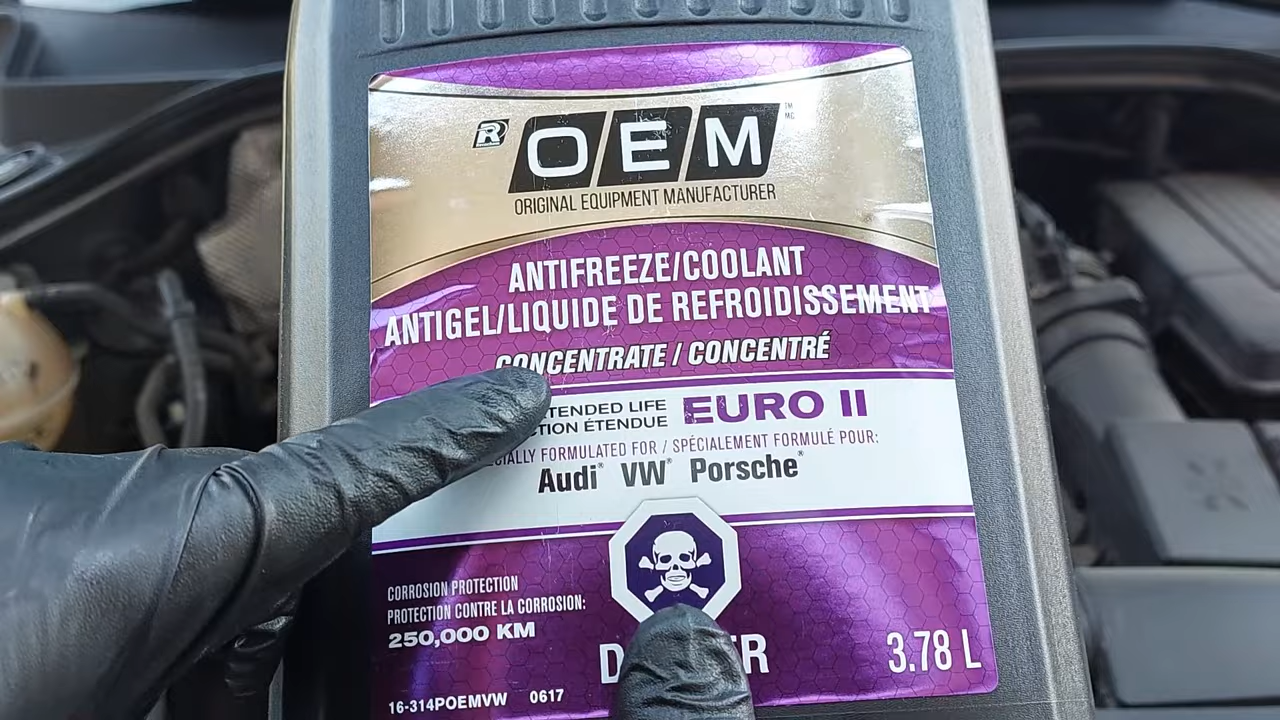 R OEM TM MC
ORIGINAL EQUIPMENT MANUFACTURER
ANTIFREEZE/COOLANT
ANTIGEL/LIQUIDE DE REFROIDISSEMENT
CONCENTRATE / CONCENTRÉ
TENDED LIFE EURO II
CTION ÉTENDUE
CIALLY FORMULATED FOR / SPÉCIALEMENT FORMULÉ POUR:
Audi® VW® Porsche®
CORROSION PROTECTION
PROTECTION CONTRE LA CORROSION:
250,000 KM
D ER
3.78 L
16-314POEMVW 0617